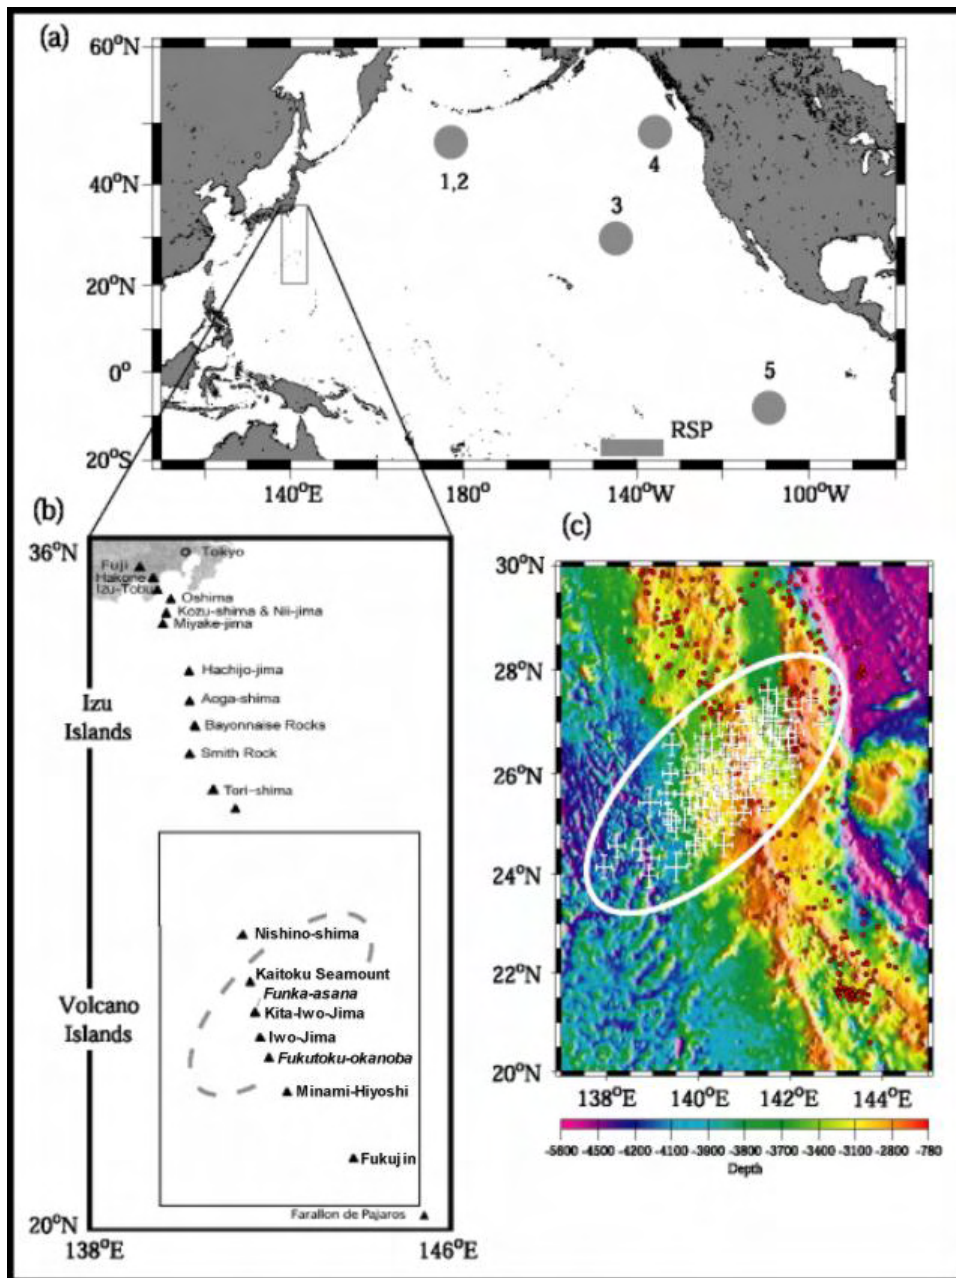 (a)
60°N
40°N
20°N
0°
20°S
1,2
4
3
5
RSP
140°E
180°
140°W
100°W
(b)
36°N
Tokyo
Fuji
Hakone
Izu-Tobu
Oshima
Kozu-shima & Nii-jima
Miyake-jima
Hachijo-jima
Izu
Islands
Aoga-shima
Bayonnaise Rocks
Smith Rock
Tori-shima
Nishino-shima
Volcano
Islands
Kaitoku Seamount
Funka-asana
Kita-Iwo-Jima
Iwo-Jima
Fukutoku-okanoba
Minami-Hiyoshi
Fukujin
Farallon de Pajaros
20°N
138°E
146°E
(c)
30°N
28°N
26°N
24°N
22°N
20°N
138°E
140°E
142°E
144°E
-5600 -4500 -4200 -4100 -3900 -3800 -3700 -3400 -3100 -2800 -780
Depth